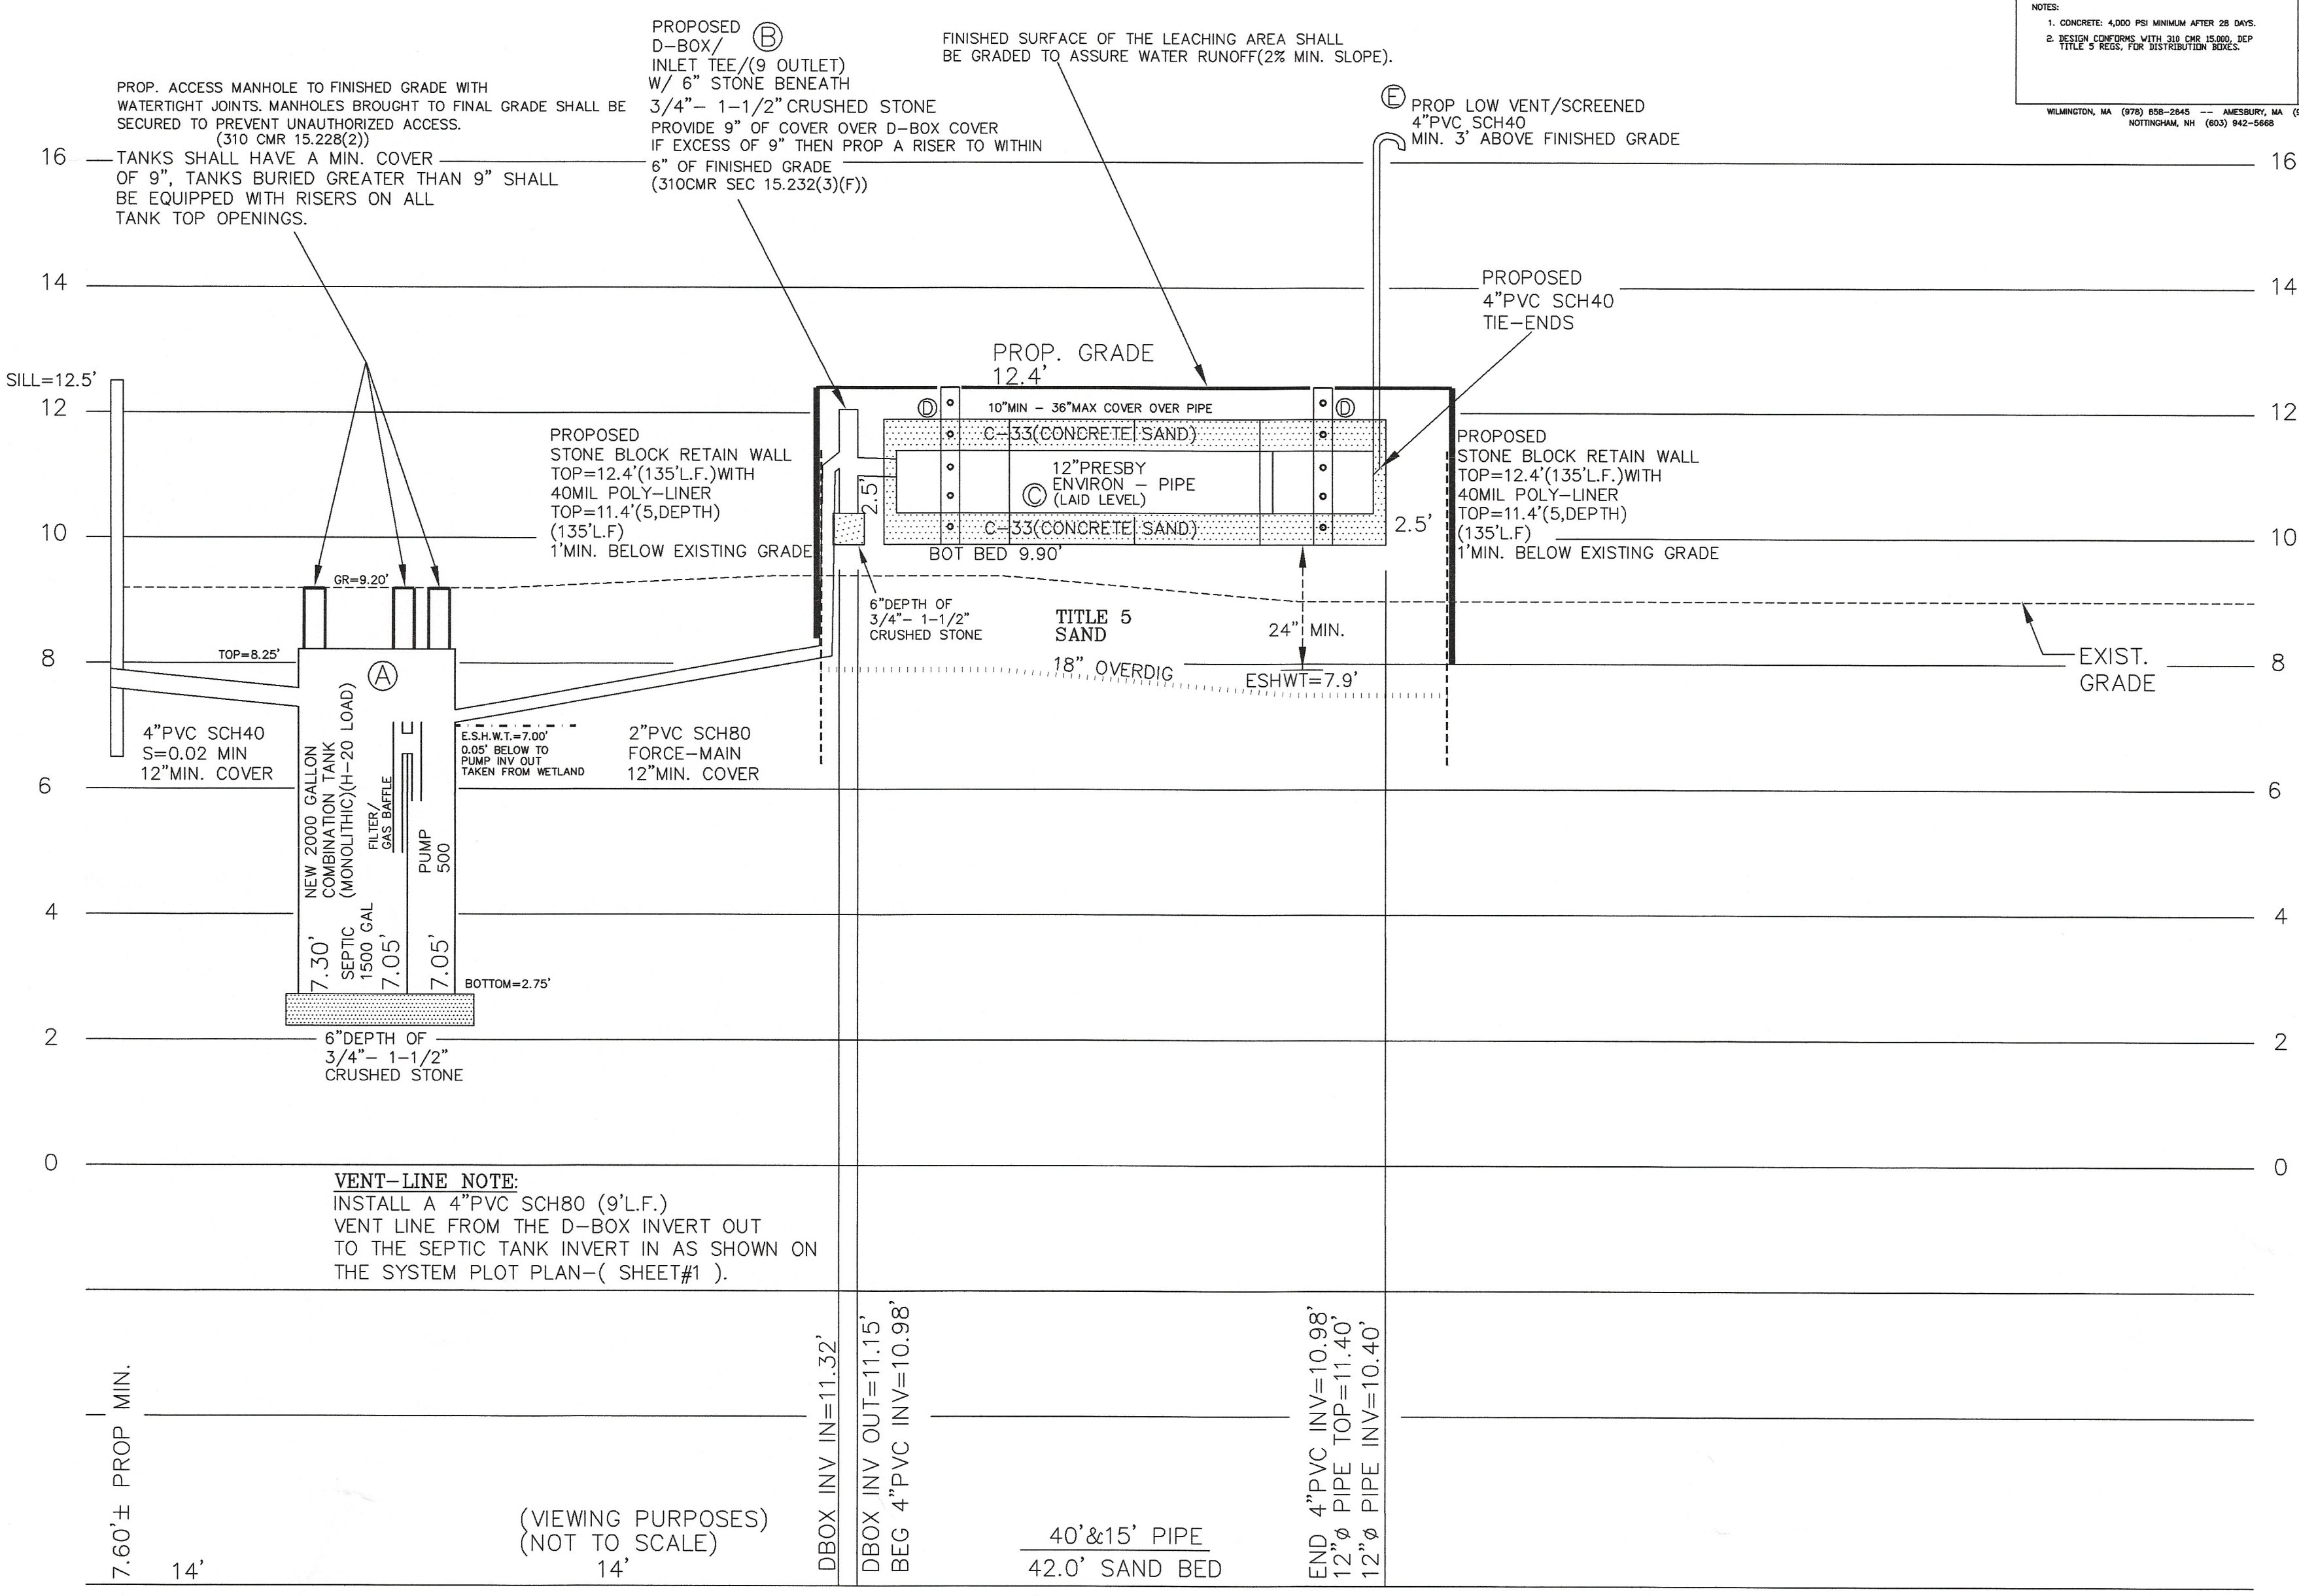 NOTES:
1. CONCRETE: 4,000 PSI MINIMUM AFTER 28 DAYS.
2. DESIGN CONFORMS WITH 310 CMR 15.000, DEP
TITLE 5 REGS, FOR DISTRIBUTION BOXES.
WILMINGTON, MA (978) 658-2645 -- AMESBURY, MA
NOTTINGHAM, NH (603) 942-5668
PROPOSED
D-BOX/
B
INLET TEE/(9 OUTLET)
W/ 6" STONE BENEATH
3/4"- 1-1/2" CRUSHED STONE
PROVIDE 9" OF COVER OVER D-BOX COVER
IF EXCESS OF 9" THEN PROP A RISER TO WITHIN
6" OF FINISHED GRADE
(310CMR SEC 15.232(3)(F))
FINISHED SURFACE OF THE LEACHING AREA SHALL
BE GRADED TO ASSURE WATER RUNOFF(2% MIN. SLOPE).
PROP. ACCESS MANHOLE TO FINISHED GRADE WITH
WATERTIGHT JOINTS. MANHOLES BROUGHT TO FINAL GRADE SHALL BE
SECURED TO PREVENT UNAUTHORIZED ACCESS.
(310 CMR 15.228(2))
TANKS SHALL HAVE A MIN. COVER
OF 9", TANKS BURIED GREATER THAN 9" SHALL
BE EQUIPPED WITH RISERS ON ALL
TANK TOP OPENINGS.
E
PROP LOW VENT/SCREENED
4"PVC SCH40
MIN. 3' ABOVE FINISHED GRADE
16
16
14
14
PROPOSED
4"PVC SCH40
TIE-ENDS
PROP. GRADE
12.4'
SILL=12.5'
12
12
D
10"MIN - 36"MAX COVER OVER PIPE
D
C-33(CONCRETE SAND)
12"PRESBY
ENVIRON - PIPE
C
(LAID LEVEL)
C-33(CONCRETE SAND)
2.5'
2.5'
BOT BED 9.90'
PROPOSED
STONE BLOCK RETAIN WALL
TOP=12.4'(135'L.F.)WITH
40MIL POLY-LINER
TOP=11.4'(5,DEPTH)
(135'L.F)
1'MIN. BELOW EXISTING GRADE
PROPOSED
STONE BLOCK RETAIN WALL
TOP=12.4'(135'L.F.)WITH
40MIL POLY-LINER
TOP=11.4'(5,DEPTH)
(135'L.F)
1'MIN. BELOW EXISTING GRADE
10
10
GR=9.20'
6"DEPTH OF
3/4"- 1-1/2"
CRUSHED STONE
TITLE 5
SAND
24" MIN.
18" OVERDIG
ESHWT=7.9'
EXIST.
GRADE
8
8
TOP=8.25'
A
4"PVC SCH40
S=0.02 MIN
12"MIN. COVER
E.S.H.W.T.=7.00'
0.05' BELOW TO
PUMP INV OUT
TAKEN FROM WETLAND
2"PVC SCH80
FORCE-MAIN
12"MIN. COVER
6
6
NEW 2000 GALLON
COMBINATION TANK
(MONOLITHIC)(H-20 LOAD)
FILTER/
GAS BAFFLE
PUMP
500
SEPTIC
1500 GAL
7.30'
7.05'
7.05'
4
4
BOTTOM=2.75'
2
2
6"DEPTH OF
3/4"- 1-1/2"
CRUSHED STONE
0
0
VENT-LINE NOTE:
INSTALL A 4"PVC SCH80 (9'L.F.)
VENT LINE FROM THE D-BOX INVERT OUT
TO THE SEPTIC TANK INVERT IN AS SHOWN ON
THE SYSTEM PLOT PLAN-( SHEET#1 ).
7.60'± PROP MIN.
14'
(VIEWING PURPOSES)
(NOT TO SCALE)
14'
DBOX INV IN=11.32'
DBOX INV OUT=11.15'
BEG 4"PVC INV=10.98'
40'&15' PIPE
42.0' SAND BED
END 4"PVC INV=10.98'
12"ø PIPE TOP=11.40'
12"ø PIPE INV=10.40'